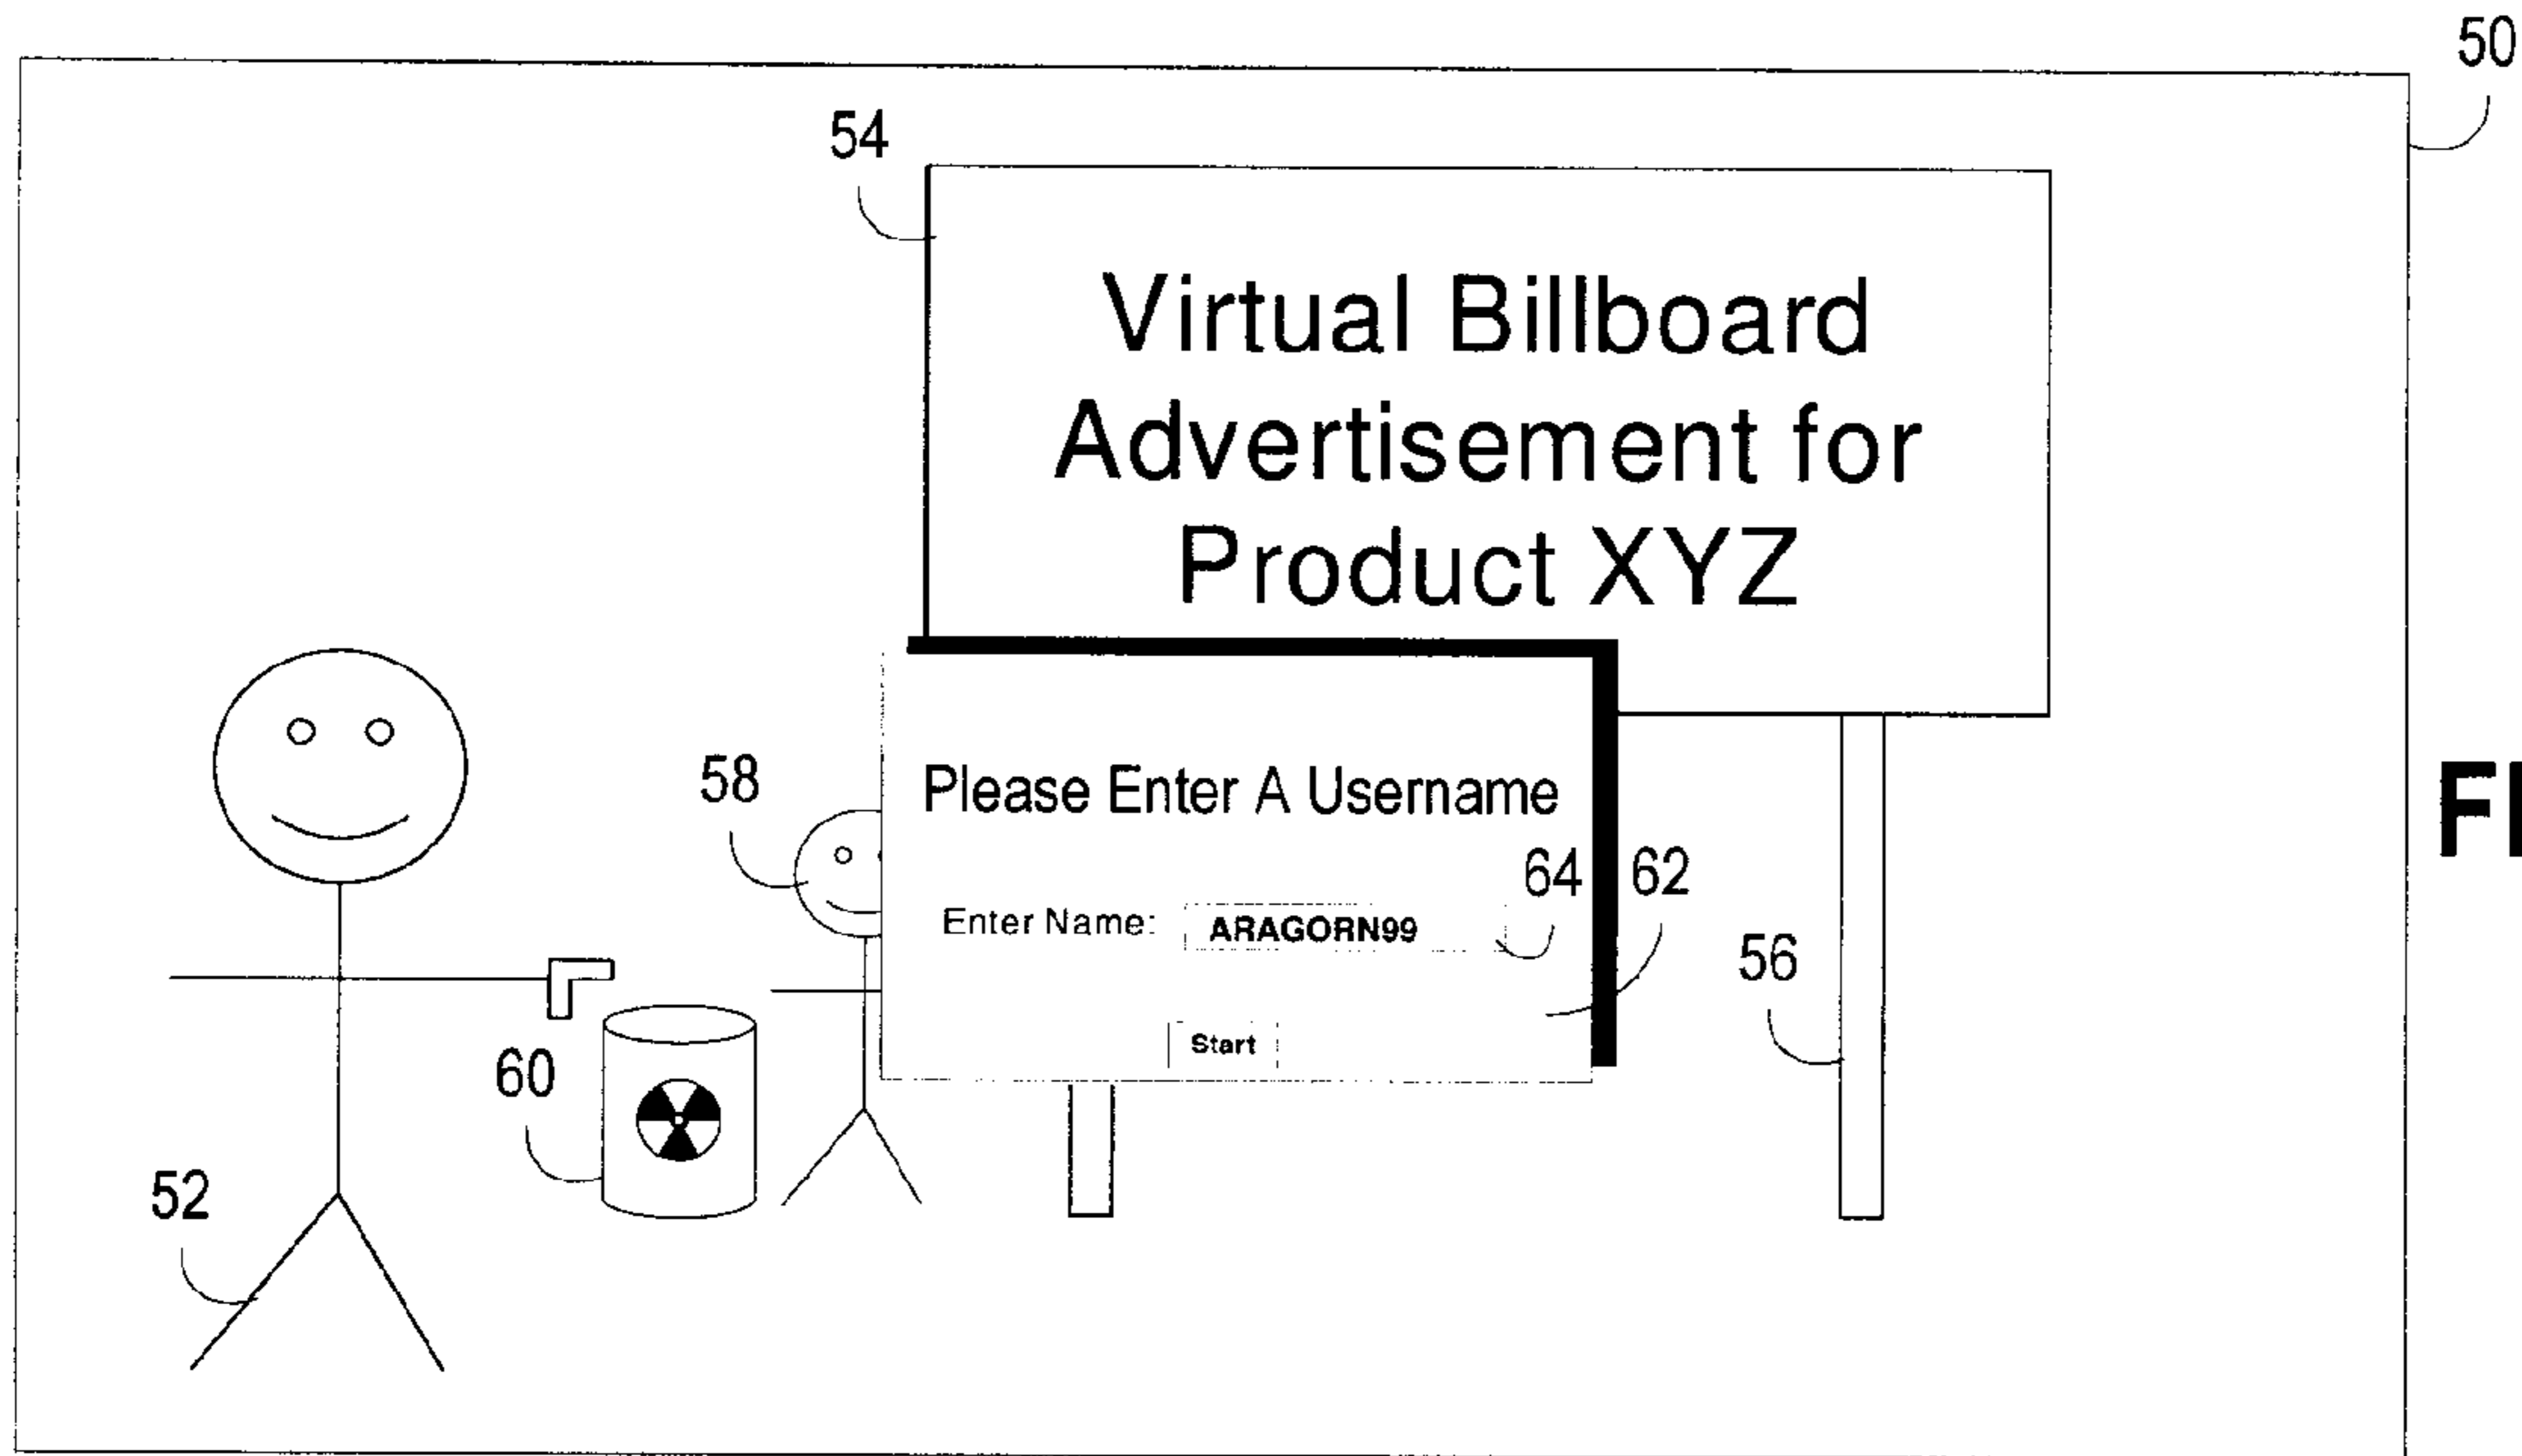 50
54
Virtual Billboard
Advertisement for
Product XYZ
58
Please Enter A Username
64
62
Enter Name: ARAGORN99
56
Start
60
52